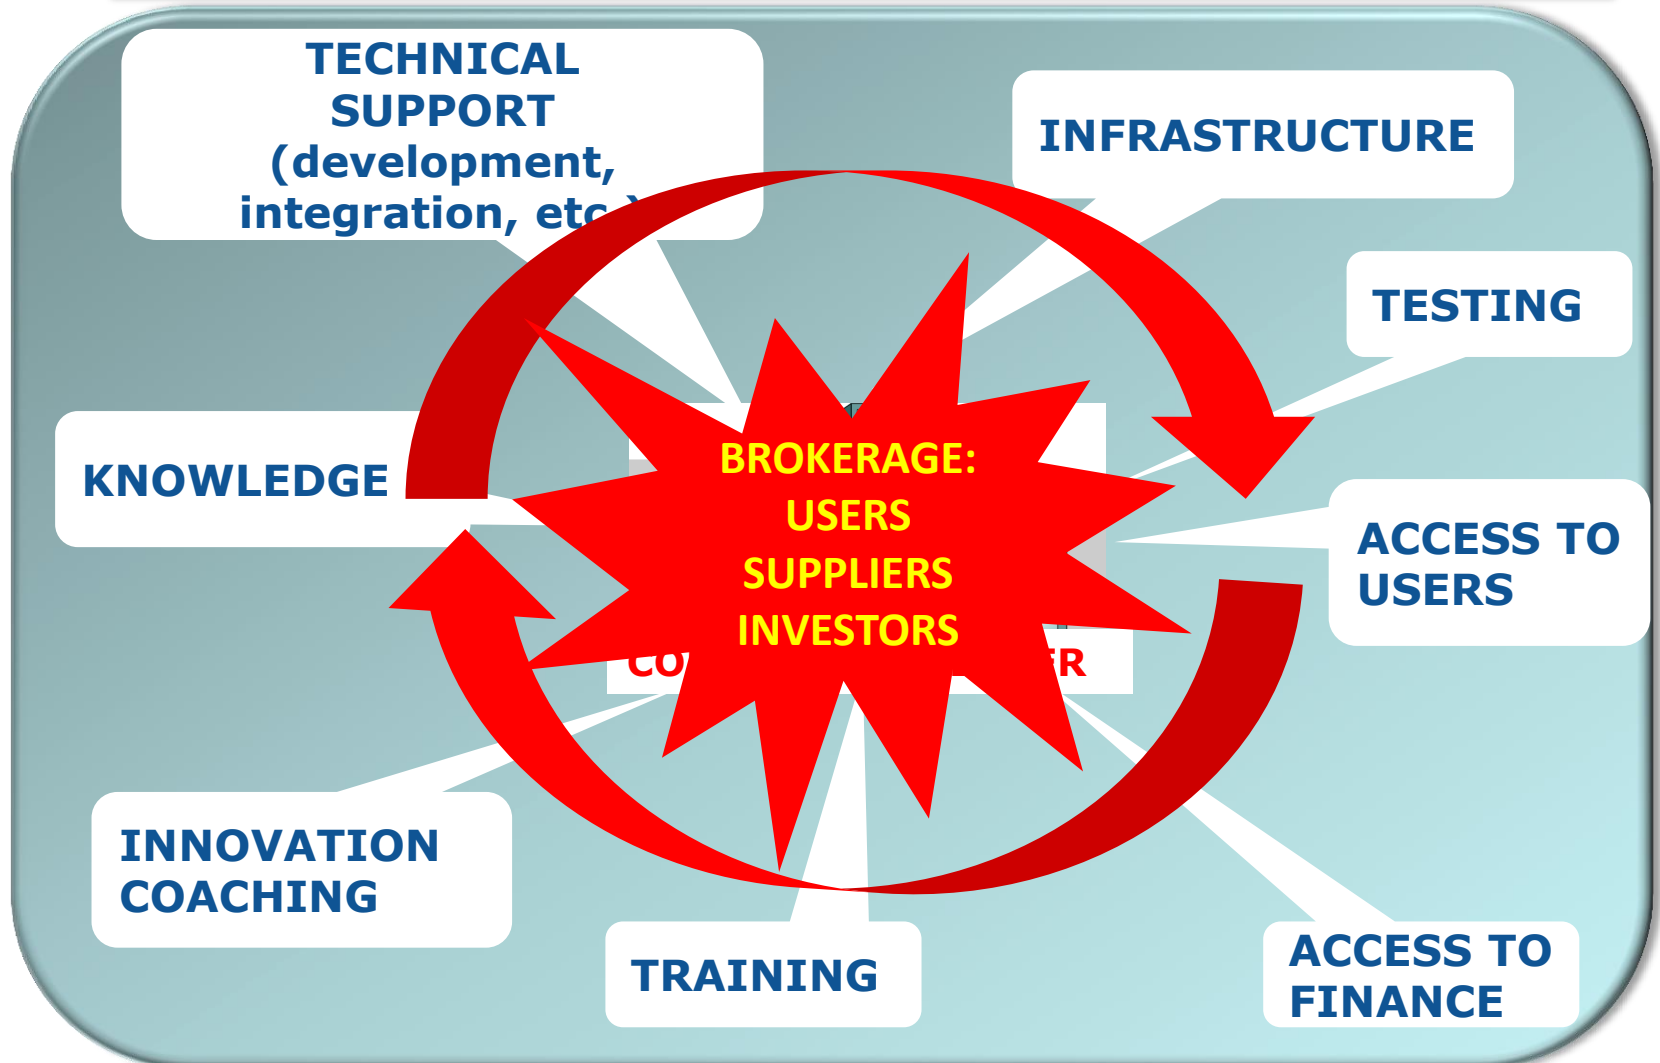 TECHNICAL
SUPPORT
(development,
integration, etc.)
INFRASTRUCTURE
TESTING
KNOWLEDGE
BROKERAGE:
USERS
SUPPLIERS
INVESTORS
ACCESS TO
USERS
INNOVATION
COACHING
TRAINING
ACCESS TO
FINANCE